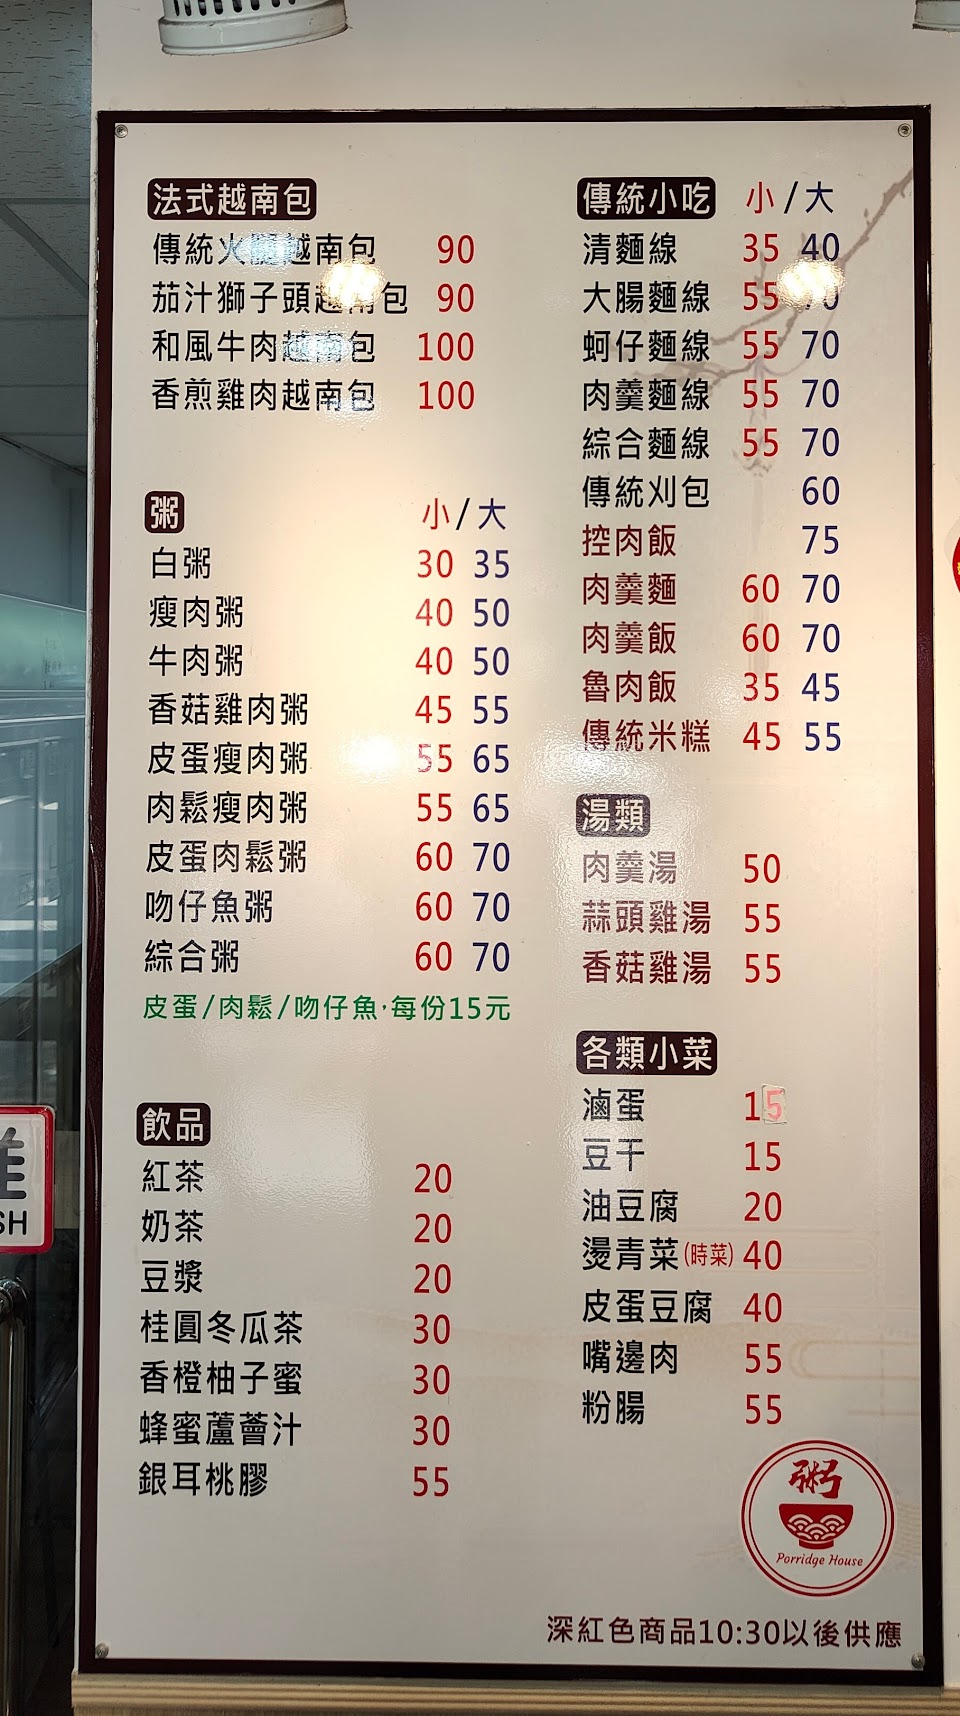 法式越南包
傳統火腿越南包 90
茄汁獅子頭越南包 90
和風牛肉越南包 100
香煎雞肉越南包 100
粥 小/大
白粥 30 35
瘦肉粥 40 50
牛肉粥 40 50
香菇雞肉粥 45 55
皮蛋瘦肉粥 55 65
肉鬆瘦肉粥 55 65
皮蛋肉鬆粥 60 70
吻仔魚粥 60 70
綜合粥 60 70
皮蛋/肉鬆/吻仔魚·每份15元
飲品
紅茶 20
奶茶 20
豆漿 20
桂圓冬瓜茶 30
香橙柚子蜜 30
蜂蜜蘆薈汁 30
銀耳桃膠 55
傳統小吃 小/大
清麵線 35 40
大腸麵線 55 70
蚵仔麵線 55 70
肉羹麵線 55 70
綜合麵線 55 70
傳統刈包 60
控肉飯 75
肉羹麵 60 70
肉羹飯 60 70
魯肉飯 35 45
傳統米糕 45 55
湯類
肉羹湯 50
蒜頭雞湯 55
香菇雞湯 55
各類小菜
滷蛋 15
豆干 15
油豆腐 20
燙青菜(時菜) 40
皮蛋豆腐 40
嘴邊肉 55
粉腸 55
粥
Porridge House
深紅色商品10:30以後供應
SH